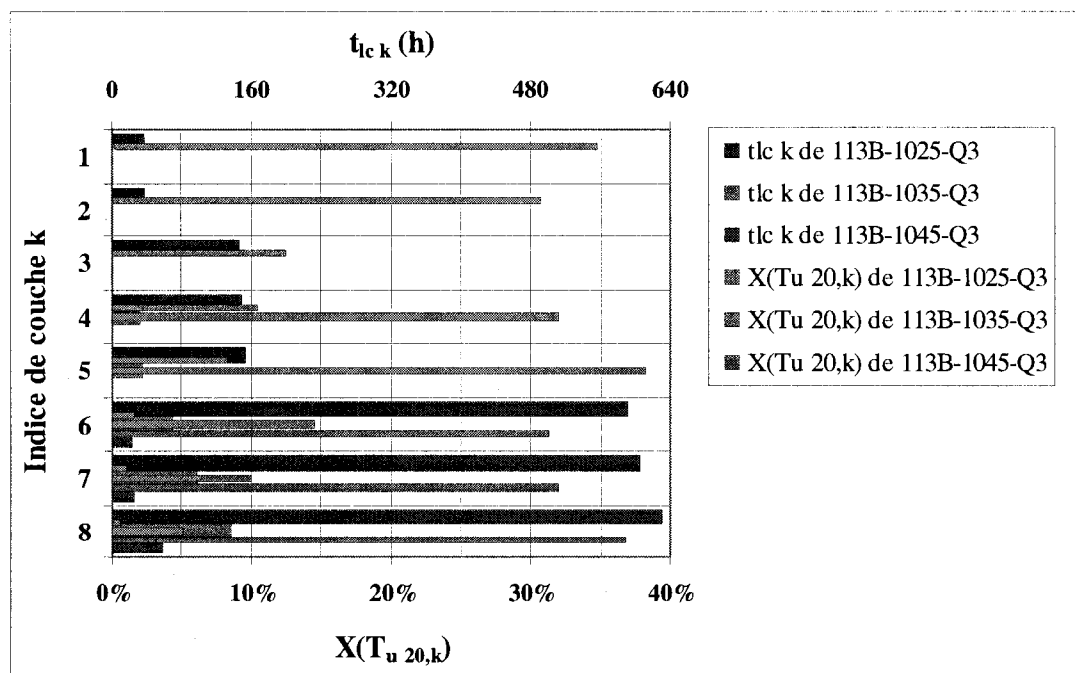 t_lc k (h)
0 160 320 480 640
Indice de couche k
1
2
3
4
5
6
7
8
0% 10% 20% 30% 40%
X(T_u 20,k)
tlc k de 113B-1025-Q3
tlc k de 113B-1035-Q3
tlc k de 113B-1045-Q3
X(Tu 20,k) de 113B-1025-Q3
X(Tu 20,k) de 113B-1035-Q3
X(Tu 20,k) de 113B-1045-Q3